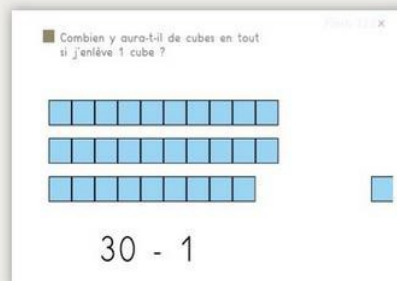 Combien y aura-t-il de cubes en tout
si j'enlève 1 cube ?
30 - 1